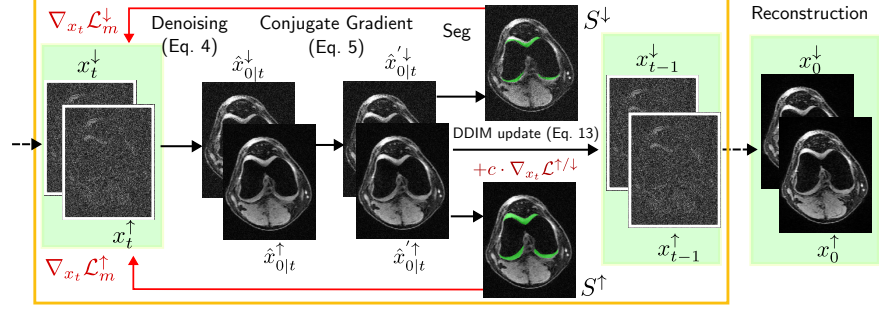 ∇_{x_t} ℒ_m^↓
Denoising
(Eq. 4)
Conjugate Gradient
(Eq. 5)
Seg
S^↓
Reconstruction
x_t^↓
x̂_{0|t}^↓
x̂_{0|t}^{'↓}
x_{t−1}^↓
x_0^↓
DDIM update (Eq. 13)
+c · ∇_{x_t} ℒ^{↑/↓}
x_t^↑
x̂_{0|t}^↑
x̂_{0|t}^{'↑}
x_{t−1}^↑
x_0^↑
∇_{x_t} ℒ_m^↑
S^↑